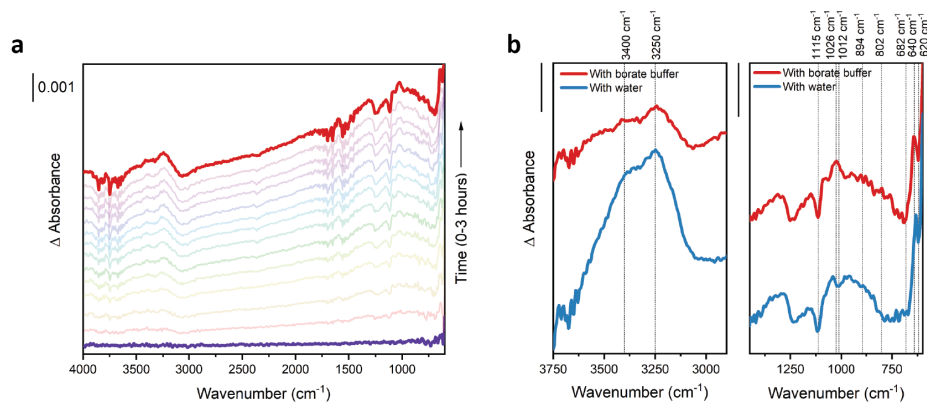 a
0.001
Δ Absorbance
Time (0-3 hours)
4000 3500 3000 2500 2000 1500 1000
Wavenumber (cm⁻¹)
b
3400 cm⁻¹
3250 cm⁻¹
With borate buffer
With water
Δ Absorbance
3750 3500 3250 3000
Wavenumber (cm⁻¹)
1115 cm⁻¹
1026 cm⁻¹
1012 cm⁻¹
894 cm⁻¹
802 cm⁻¹
682 cm⁻¹
640 cm⁻¹
620 cm⁻¹
With borate buffer
With water
1250 1000 750
Wavenumber (cm⁻¹)